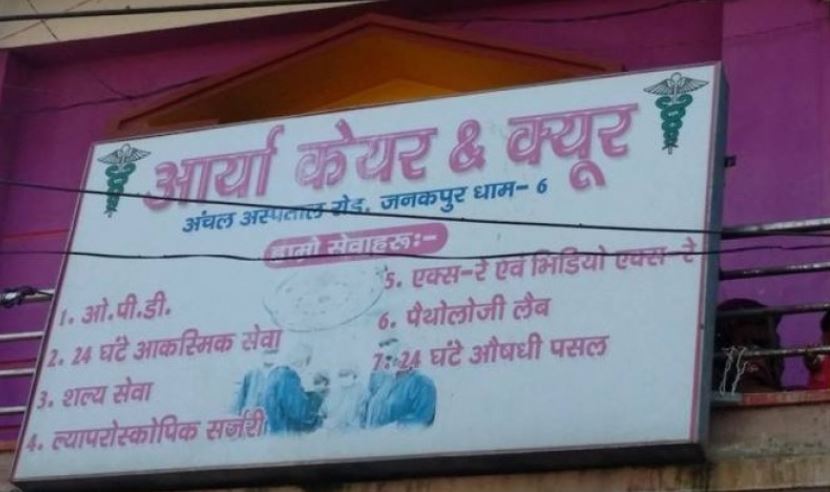 आर्या केयर & क्यूर
अंचल अस्पताल रोड, जनकपुर धाम- 6
हाम्रो सेवाहरू:-
1. ओ.पी.डी.
2. 24 घंटे आकस्मिक सेवा
3. शल्य सेवा
4. ल्यापरोस्कोपिक सर्जरी
5. एक्स-रे एवं भिडियो एक्स-रे
6. पैथोलोजी लैब
7. 24 घंटे औषधी पसल